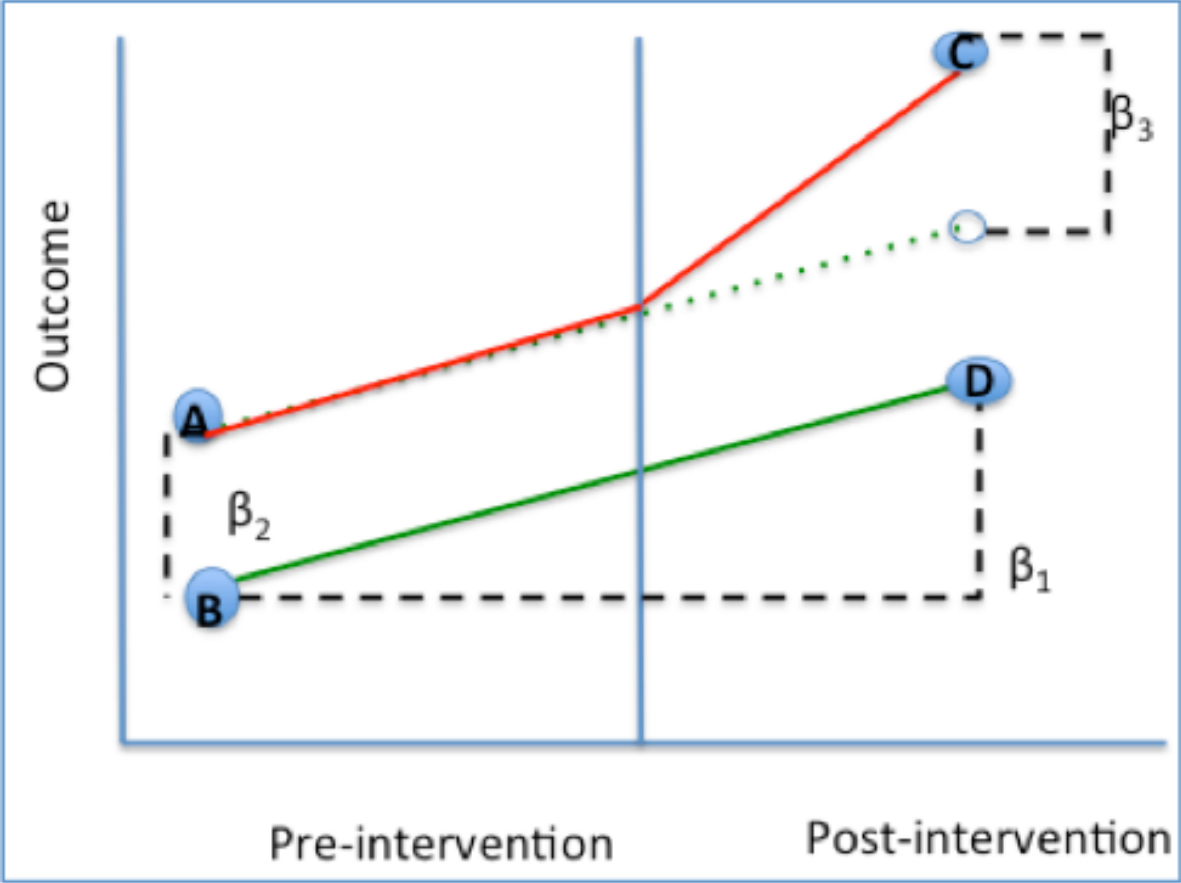 C
β3
Outcome
D
A
β2
β1
B
Pre-intervention
Post-intervention